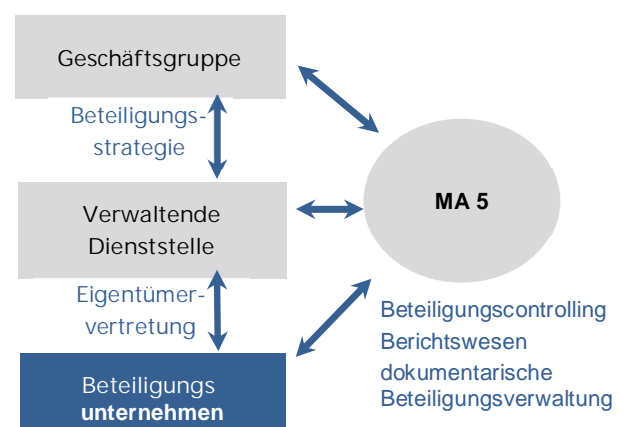 Geschäftsgruppe
Beteiligungs-
strategie
Verwaltende
Dienststelle
Eigentümer-
vertretung
Beteiligungs
unternehmen
MA 5
Beteiligungscontrolling
Berichtswesen
dokumentarische
Beteiligungsverwaltung